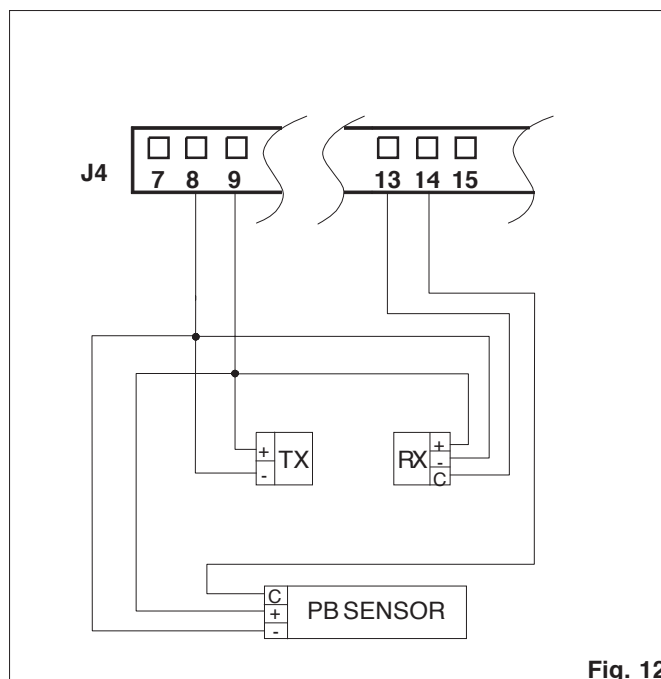 J4
7 8 9 13 14 15
+ TX
-
RX +
-
C
C
+ PB SENSOR
-
Fig. 12